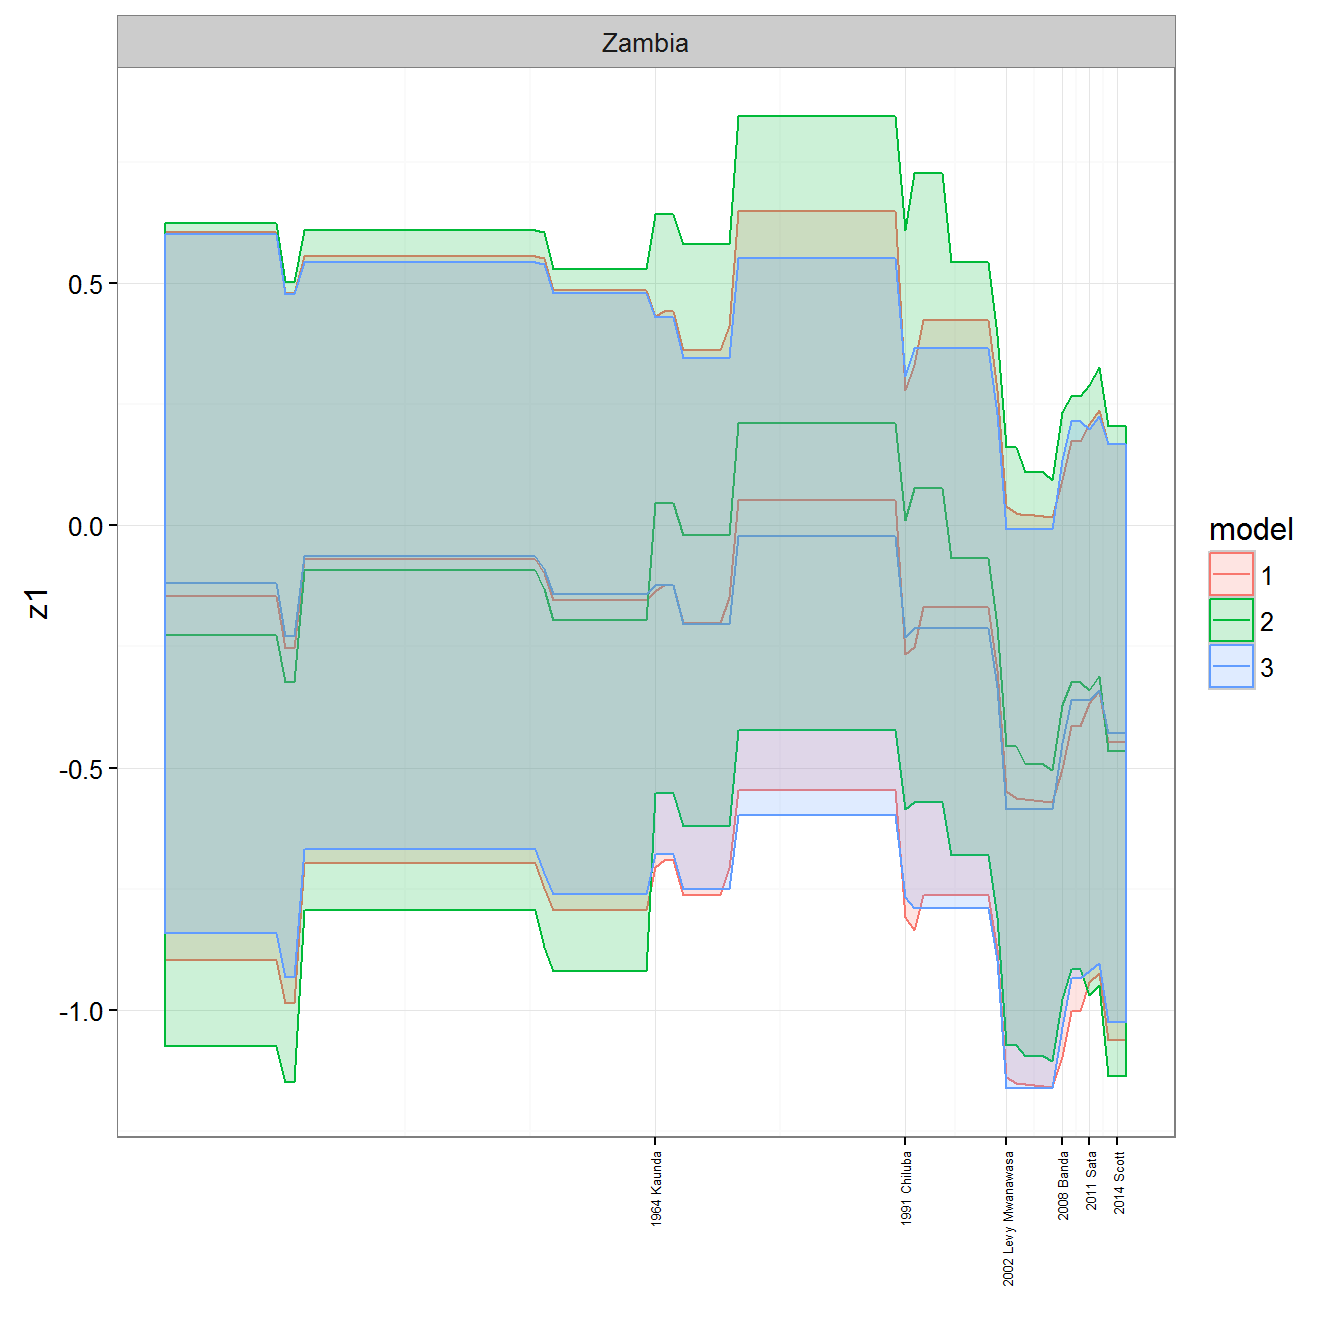 Zambia
0.5
0.0
-0.5
-1.0
z1
1964 Kaunda
1991 Chiluba
2002 Levy Mwanawasa
2008 Banda
2011 Sata
2014 Scott
model
1
2
3